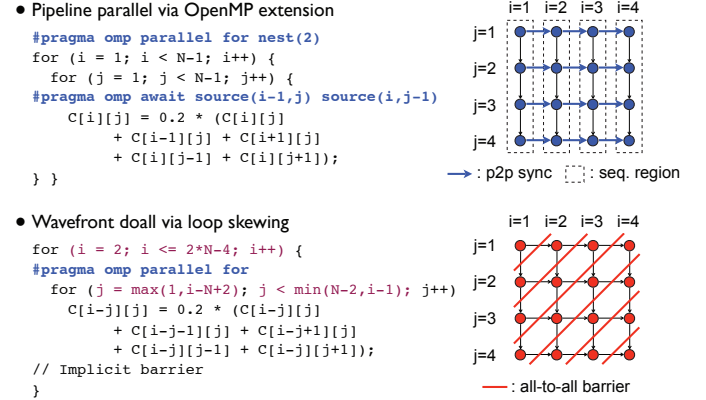 • Pipeline parallel via OpenMP extension
#pragma omp parallel for nest(2)
for (i = 1; i < N-1; i++) {
for (j = 1; j < N-1; j++) {
#pragma omp await source(i-1,j) source(i,j-1)
C[i][j] = 0.2 * (C[i][j]
+ C[i-1][j] + C[i+1][j]
+ C[i][j-1] + C[i][j+1]);
} }
i=1 i=2 i=3 i=4
j=1
j=2
j=3
j=4
: p2p sync : seq. region
• Wavefront doall via loop skewing
for (i = 2; i <= 2*N-4; i++) {
#pragma omp parallel for
for (j = max(1,i-N+2); j < min(N-2,i-1); j++)
C[i-j][j] = 0.2 * (C[i-j][j]
+ C[i-j-1][j] + C[i-j+1][j]
+ C[i-j][j-1] + C[i-j][j+1]);
// Implicit barrier
}
i=1 i=2 i=3 i=4
j=1
j=2
j=3
j=4
: all-to-all barrier